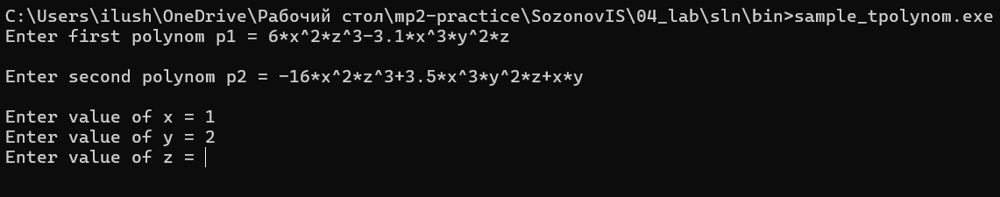 C:\Users\ilush\OneDrive\Рабочий стол\mp2-practice\SozonovIS\04_lab\sln\bin>sample_tpolynom.exe
Enter first polynom p1 = 6*x^2*z^3-3.1*x^3*y^2*z
Enter second polynom p2 = -16*x^2*z^3+3.5*x^3*y^2*z+x*y
Enter value of x = 1
Enter value of y = 2
Enter value of z =